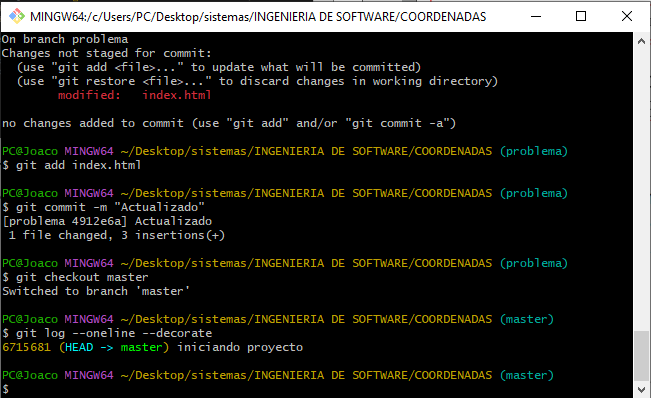 MINGW64:/c/Users/PC/Desktop/sistemas/INGENIERIA DE SOFTWARE/COORDENADAS
On branch problema
Changes not staged for commit:
  (use "git add <file>..." to update what will be committed)
  (use "git restore <file>..." to discard changes in working directory)
        modified:   index.html

no changes added to commit (use "git add" and/or "git commit -a")

PC@Joaco MINGW64 ~/Desktop/sistemas/INGENIERIA DE SOFTWARE/COORDENADAS (problema)
$ git add index.html

PC@Joaco MINGW64 ~/Desktop/sistemas/INGENIERIA DE SOFTWARE/COORDENADAS (problema)
$ git commit -m "Actualizado"
[problema 4912e6a] Actualizado
 1 file changed, 3 insertions(+)

PC@Joaco MINGW64 ~/Desktop/sistemas/INGENIERIA DE SOFTWARE/COORDENADAS (problema)
$ git checkout master
Switched to branch 'master'

PC@Joaco MINGW64 ~/Desktop/sistemas/INGENIERIA DE SOFTWARE/COORDENADAS (master)
$ git log --oneline --decorate
6715681 (HEAD -> master) iniciando proyecto

PC@Joaco MINGW64 ~/Desktop/sistemas/INGENIERIA DE SOFTWARE/COORDENADAS (master)
$